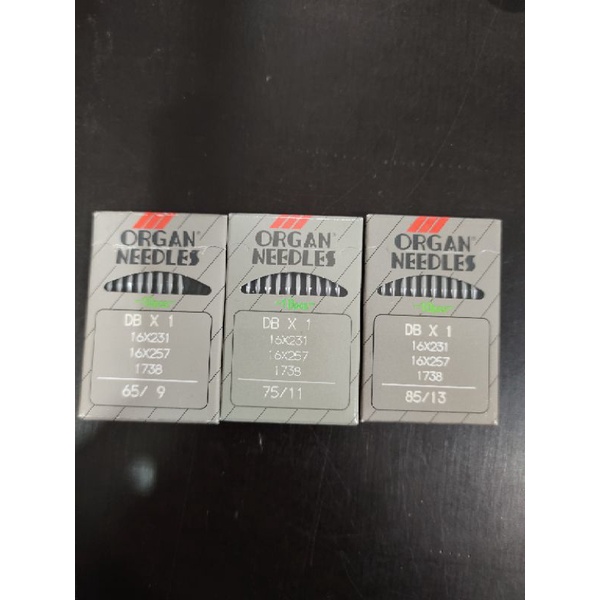 ORGAN®
NEEDLES
DB X 1
16X231
16X257
1738
65/ 9
ORGAN®
NEEDLES
DB X 1
16X231
16X257
1738
75/11
ORGAN®
NEEDLES
DB X 1
16X231
16X257
1738
85/13